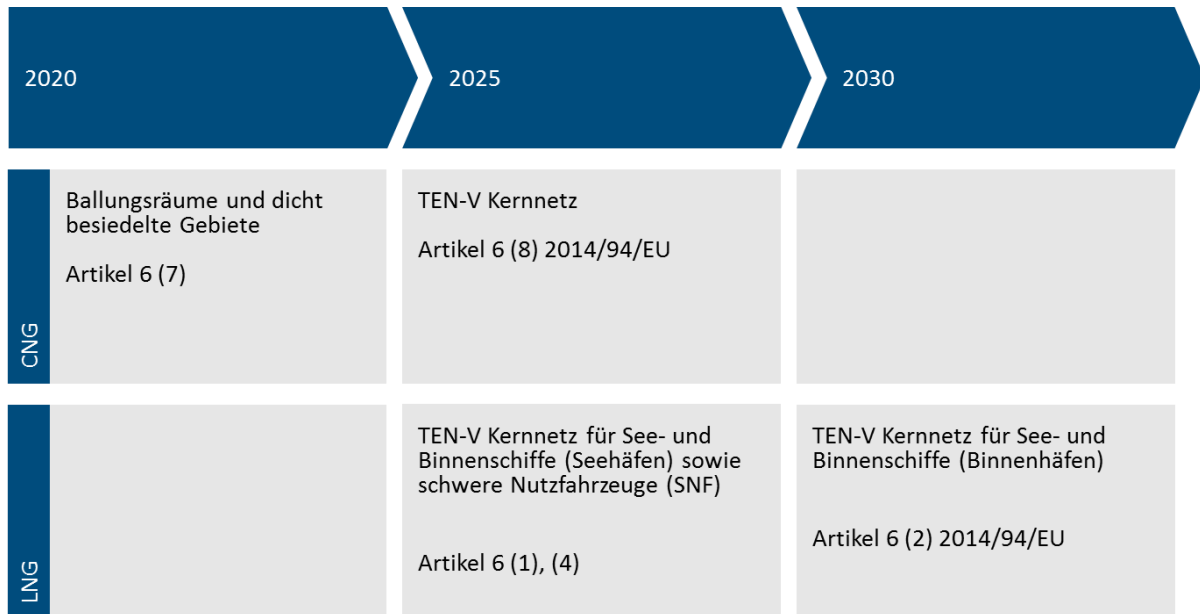 2020
2025
2030
CNG
Ballungsräume und dicht
besiedelte Gebiete
Artikel 6 (7)
TEN-V Kernnetz
Artikel 6 (8) 2014/94/EU
LNG
TEN-V Kernnetz für See- und
Binnenschiffe (Seehäfen) sowie
schwere Nutzfahrzeuge (SNF)
Artikel 6 (1), (4)
TEN-V Kernnetz für See- und
Binnenschiffe (Binnenhäfen)
Artikel 6 (2) 2014/94/EU